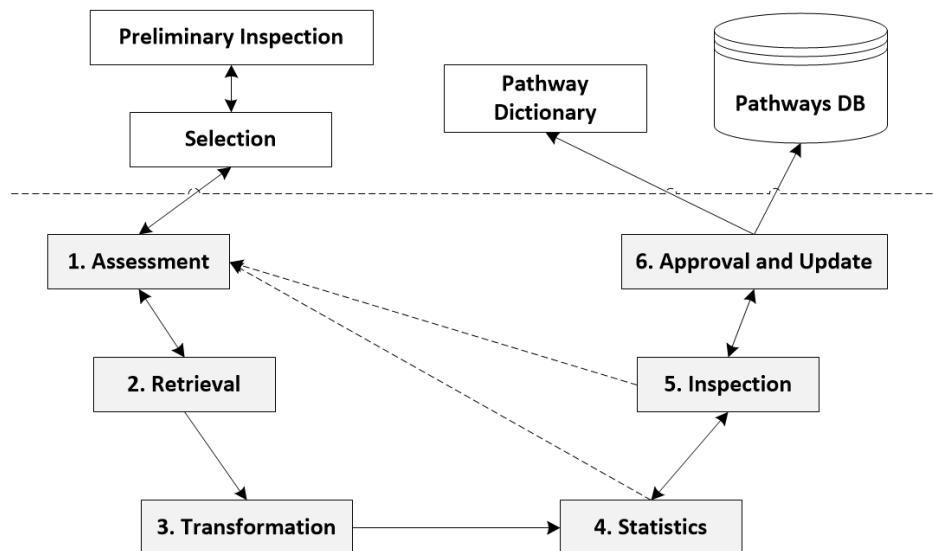 Preliminary Inspection
Selection
Pathway
Dictionary
Pathways DB
1. Assessment
6. Approval and Update
2. Retrieval
5. Inspection
3. Transformation
4. Statistics